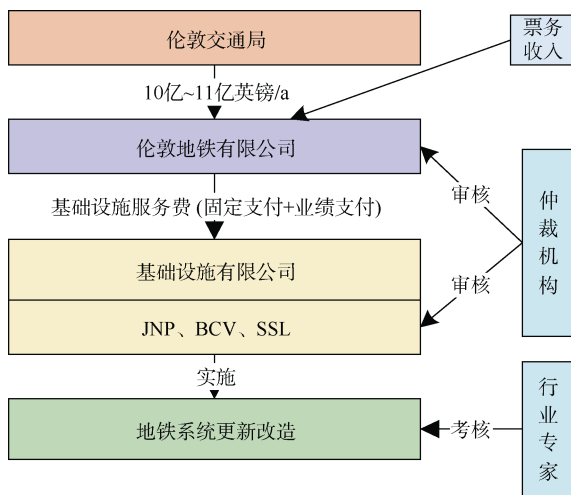 伦敦交通局
票务
收入
10亿~11亿英镑/a
伦敦地铁有限公司
审核
仲
裁
机
构
基础设施服务费 (固定支付+业绩支付)
基础设施有限公司
审核
JNP、BCV、SSL
实施
地铁系统更新改造
考核
行
业
专
家